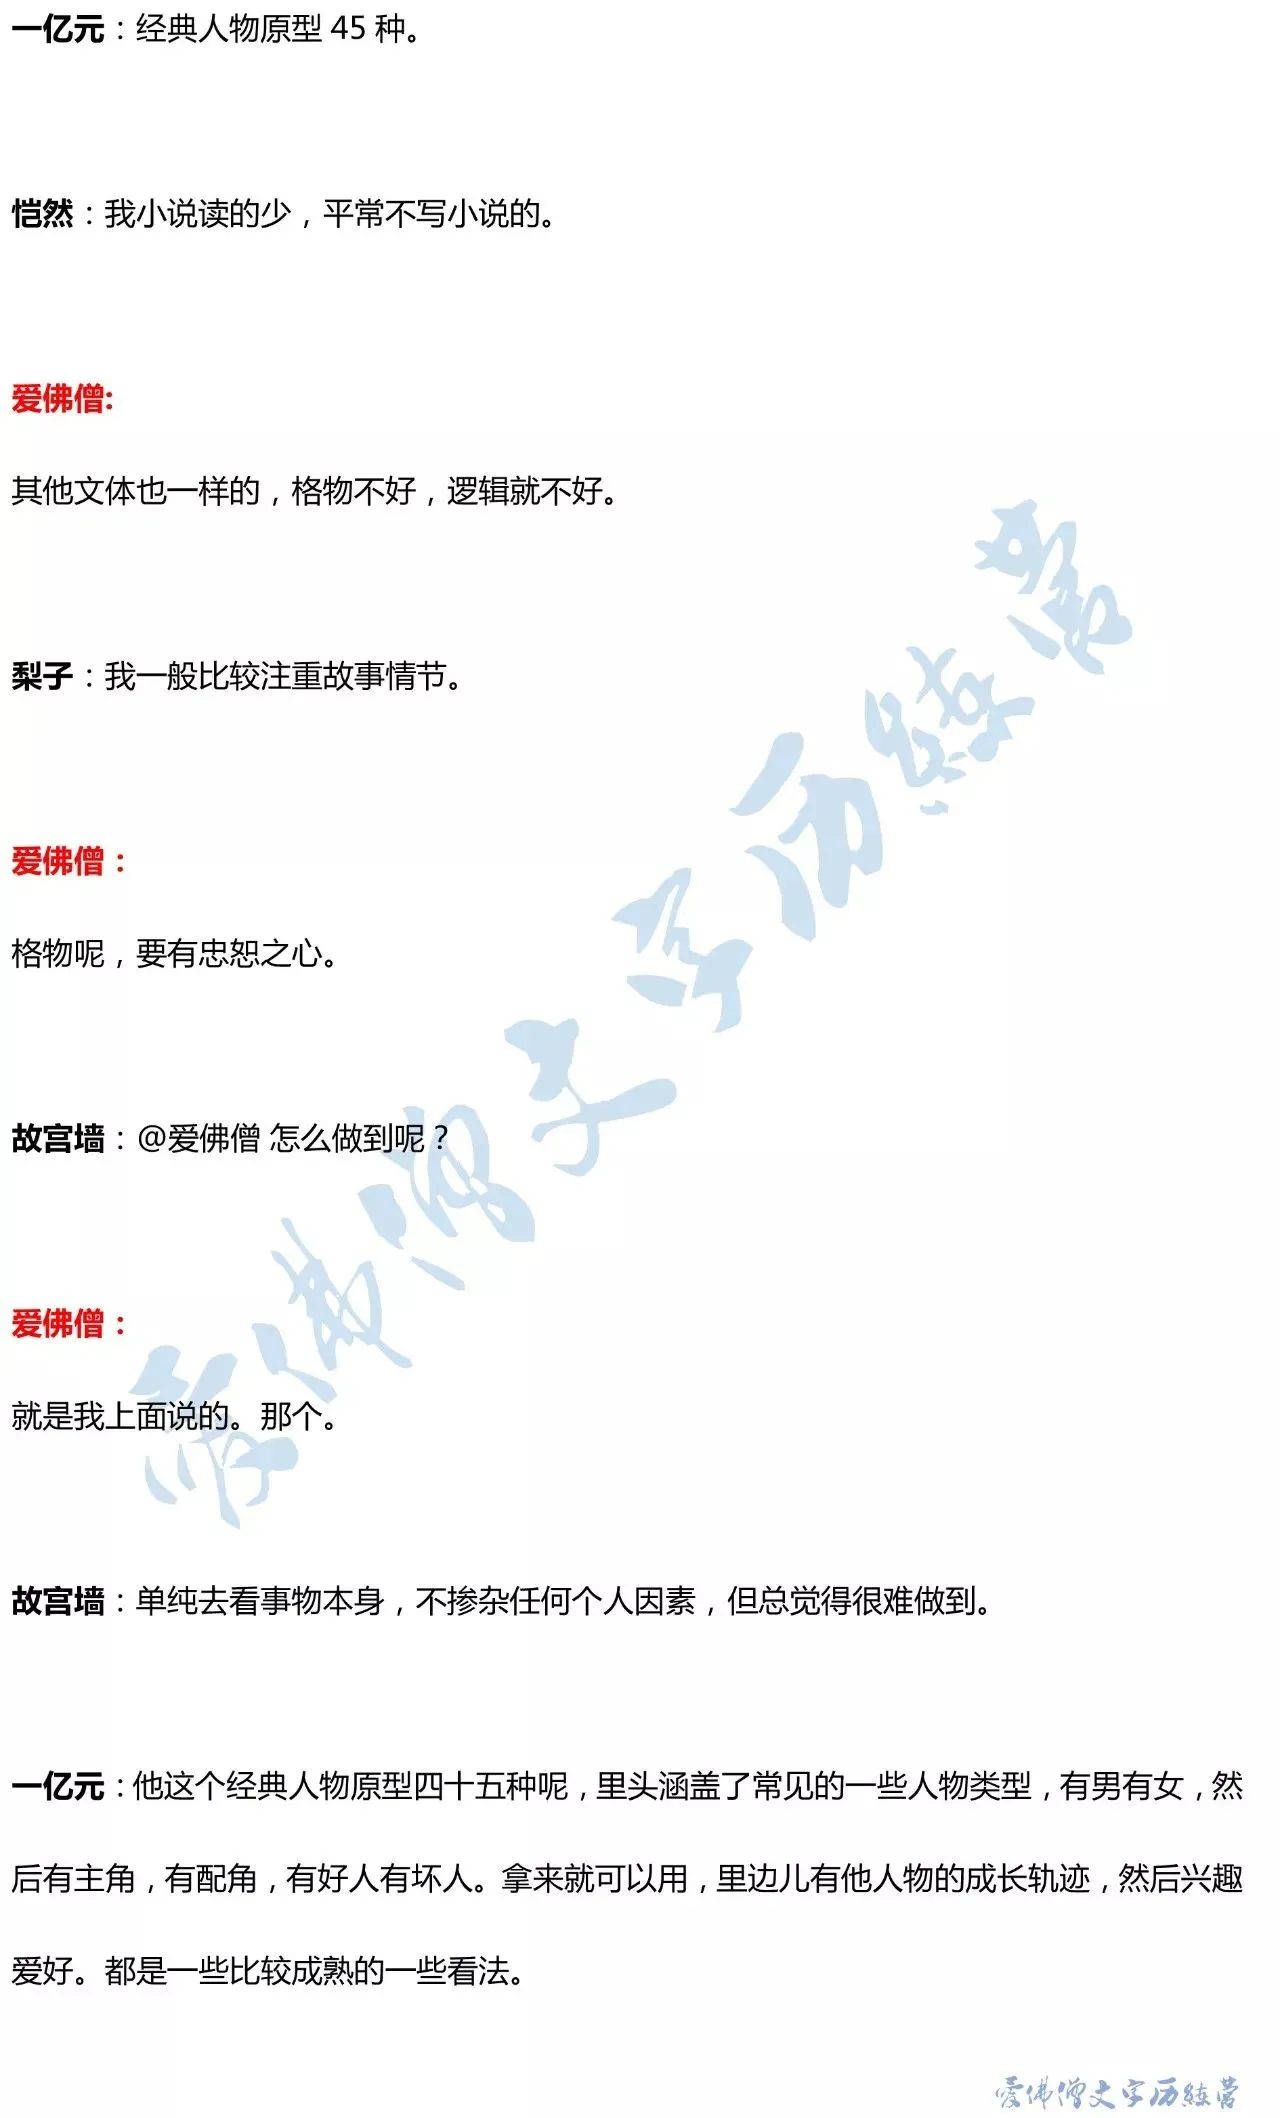 一亿元：经典人物原型 45 种。
恺然：我小说读的少，平常不写小说的。
爱佛僧:
其他文体也一样的，格物不好，逻辑就不好。
梨子：我一般比较注重故事情节。
爱佛僧：
格物呢，要有忠恕之心。
故宫墙：@爱佛僧 怎么做到呢？
爱佛僧：
就是我上面说的。那个。
故宫墙：单纯去看事物本身，不掺杂任何个人因素，但总觉得很难做到。
一亿元：他这个经典人物原型四十五种呢，里头涵盖了常见的一些人物类型，有男有女，然
后有主角，有配角，有好人有坏人。拿来就可以用，里边儿有他人物的成长轨迹，然后兴趣
爱好。都是一些比较成熟的一些看法。
爱佛僧文字历练营
爱佛僧文字历练营